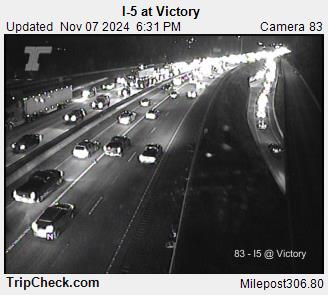 I-5 at Victory
Updated Nov 07 2024 6:31 PM Camera 83
T
N
83 - I5 @ Victory
TripCheck.com Milepost306.80